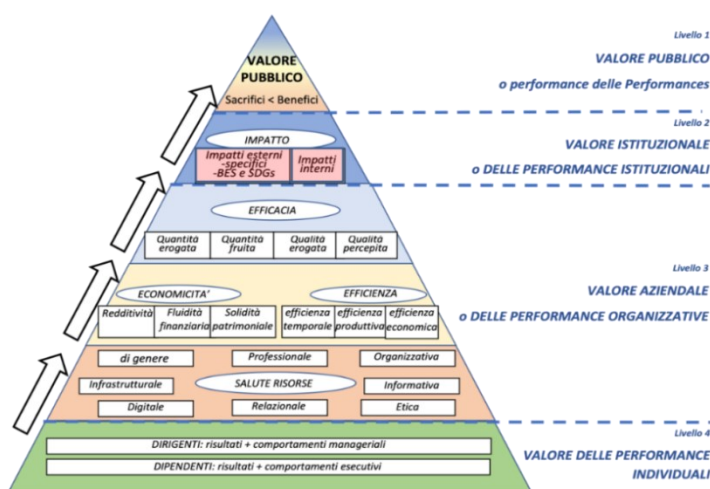 Livello 1
VALORE
PUBBLICO
Sacrifici < Benefici
VALORE PUBBLICO
o performance delle Performances
Livello 2
IMPATTO
Impatti esterni
-specifici
-BES e SDGs
Impatti
interni
VALORE ISTITUZIONALE
o DELLE PERFORMANCE ISTITUZIONALI
EFFICACIA
Quantità
erogata
Quantità
fruita
Qualità
erogata
Qualità
percepita
Livello 3
ECONOMICITA'
EFFICIENZA
VALORE AZIENDALE
o DELLE PERFORMANCE ORGANIZZATIVE
Redditività
Fluidità
finanziaria
Solidità
patrimoniale
efficienza
temporale
efficienza
produttiva
efficienza
economica
di genere
Professionale
Organizzativa
Infrastrutturale
SALUTE RISORSE
Informativa
Digitale
Relazionale
Etica
Livello 4
DIRIGENTI: risultati + comportamenti manageriali
DIPENDENTI: risultati + comportamenti esecutivi
VALORE DELLE PERFORMANCE
INDIVIDUALI